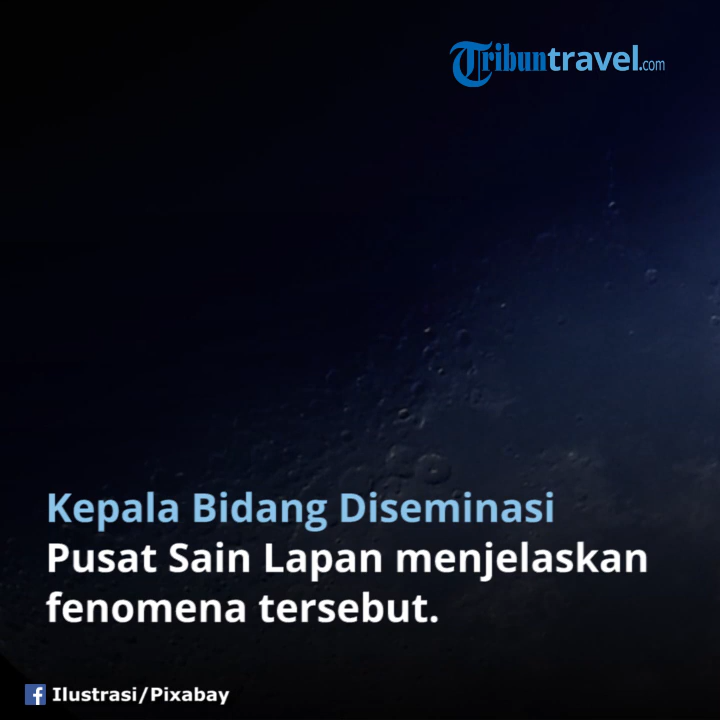 Tribuntravel.com
Kepala Bidang Diseminasi
Pusat Sain Lapan menjelaskan
fenomena tersebut.
Ilustrasi/Pixabay